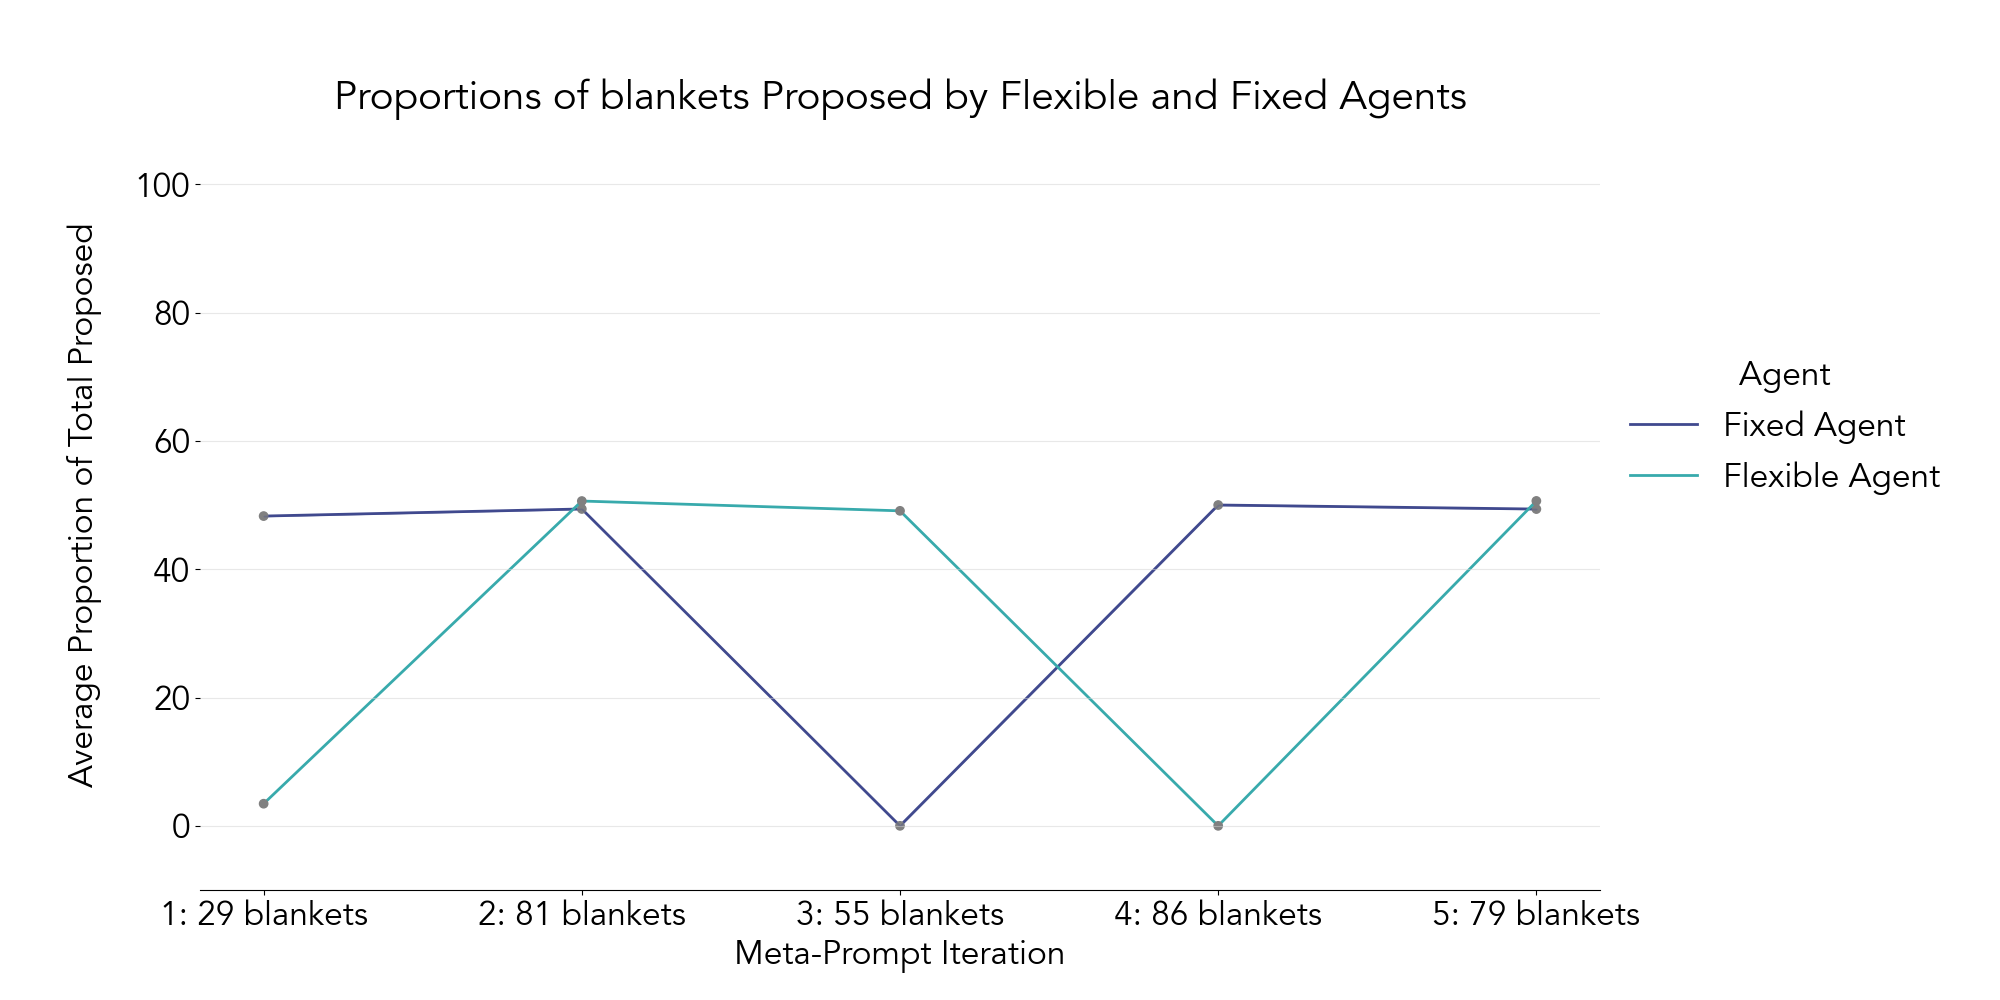 Proportions of blankets Proposed by Flexible and Fixed Agents
Average Proportion of Total Proposed
100
80
60
40
20
0
1: 29 blankets
2: 81 blankets
3: 55 blankets
4: 86 blankets
5: 79 blankets
Meta-Prompt Iteration
Agent
Fixed Agent
Flexible Agent